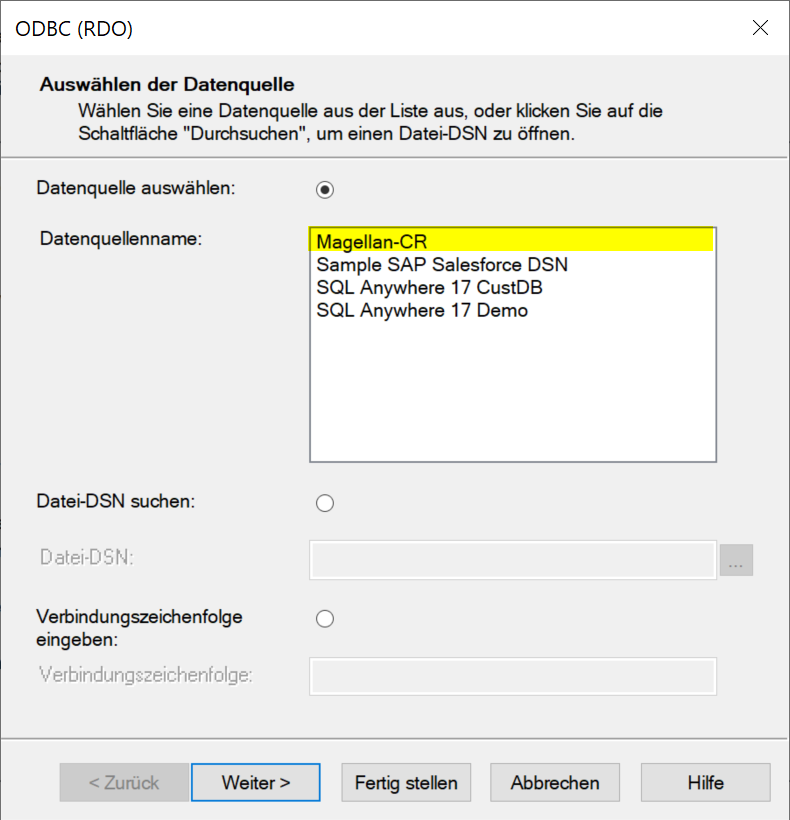 ODBC (RDO)
Auswählen der Datenquelle
Wählen Sie eine Datenquelle aus der Liste aus, oder klicken Sie auf die
Schaltfläche "Durchsuchen", um einen Datei-DSN zu öffnen.
Datenquelle auswählen:
Datenquellenname:
Magellan-CR
Sample SAP Salesforce DSN
SQL Anywhere 17 CustDB
SQL Anywhere 17 Demo
Datei-DSN suchen:
Datei-DSN:
...
Verbindungszeichenfolge
eingeben:
Verbindungszeichenfolge:
< Zurück
Weiter >
Fertig stellen
Abbrechen
Hilfe